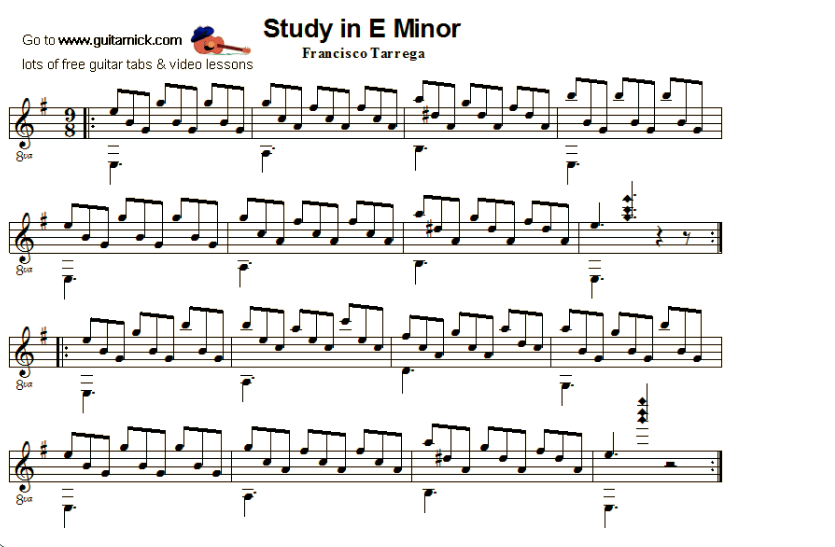 Study in E Minor
Go to www.guitarnick.com
Francisco Tarrega
lots of free guitar tabs & video lessons
9
8
8va
8va
8va
8va